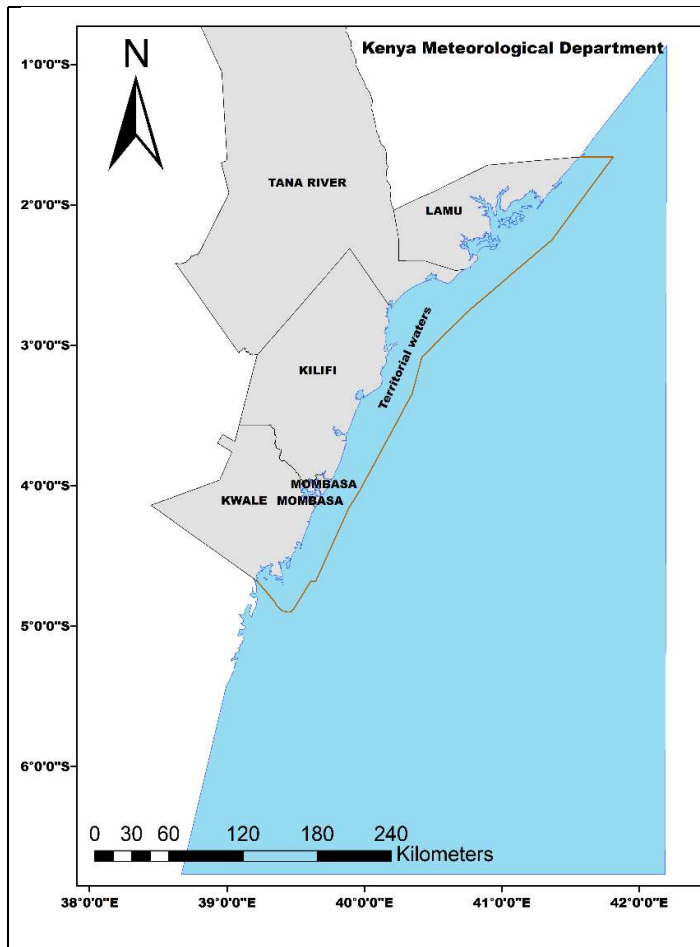 Kenya Meteorological Department
N
1°0'0"S
2°0'0"S
3°0'0"S
4°0'0"S
5°0'0"S
6°0'0"S
TANA RIVER
LAMU
Territorial waters
KILIFI
MOMBASA
KWALE MOMBASA
0 30 60 120 180 240
Kilometers
38°0'0"E 39°0'0"E 40°0'0"E 41°0'0"E 42°0'0"E